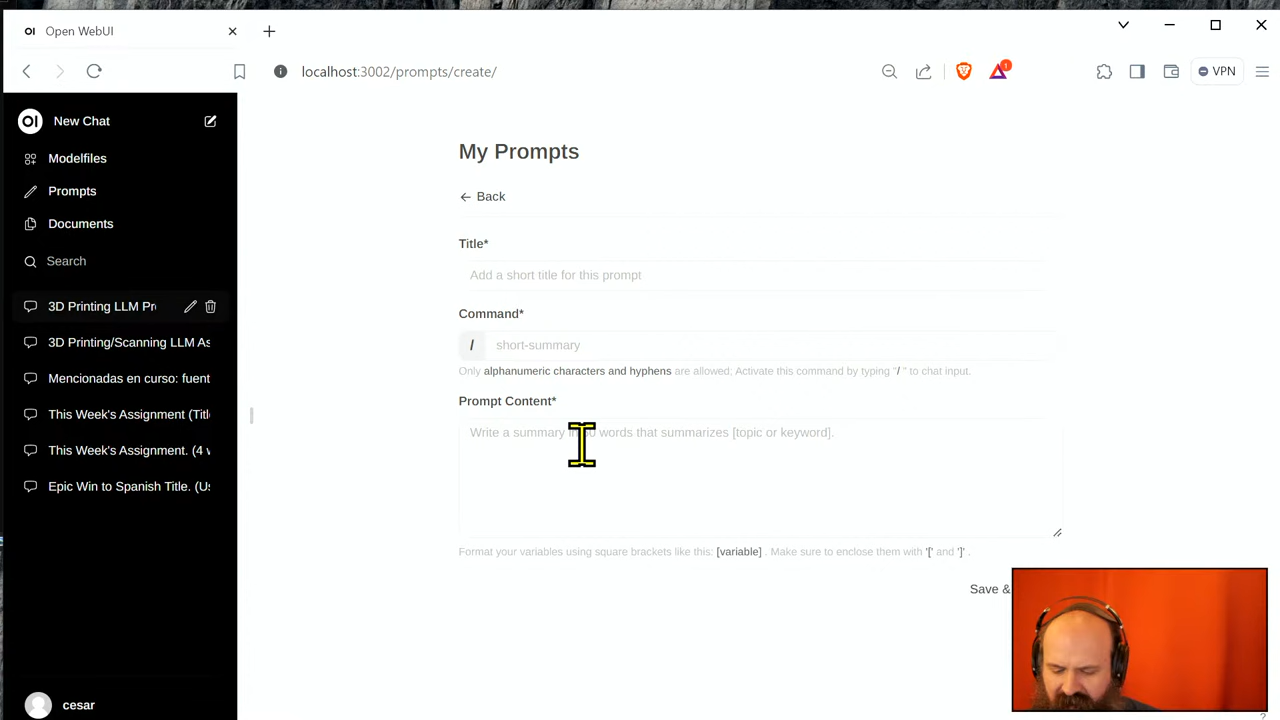 OI Open WebUI
localhost:3002/prompts/create/
1
VPN
OI New Chat
Modelfiles
Prompts
Documents
Search
3D Printing LLM Pr
3D Printing/Scanning LLM As
Mencionadas en curso: fuent
This Week's Assignment (Titl
This Week's Assignment. (4 w
Epic Win to Spanish Title. (Us
cesar
My Prompts
← Back
Title*
Add a short title for this prompt
Command*
/ short-summary
Only alphanumeric characters and hyphens are allowed; Activate this command by typing "/" to chat input.
Prompt Content*
Write a summary words that summarizes [topic or keyword].
Format your variables using square brackets like this: [variable] . Make sure to enclose them with '[' and ']' .
Save &